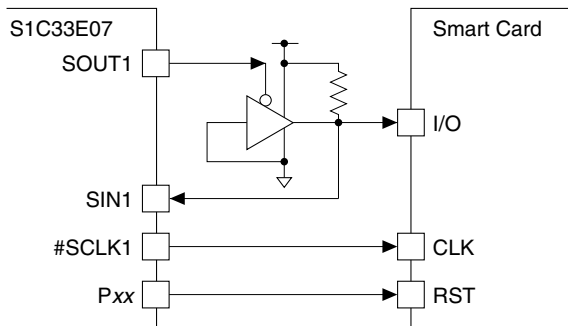 S1C33E07
Smart Card
SOUT1
I/O
SIN1
#SCLK1
CLK
Pxx
RST